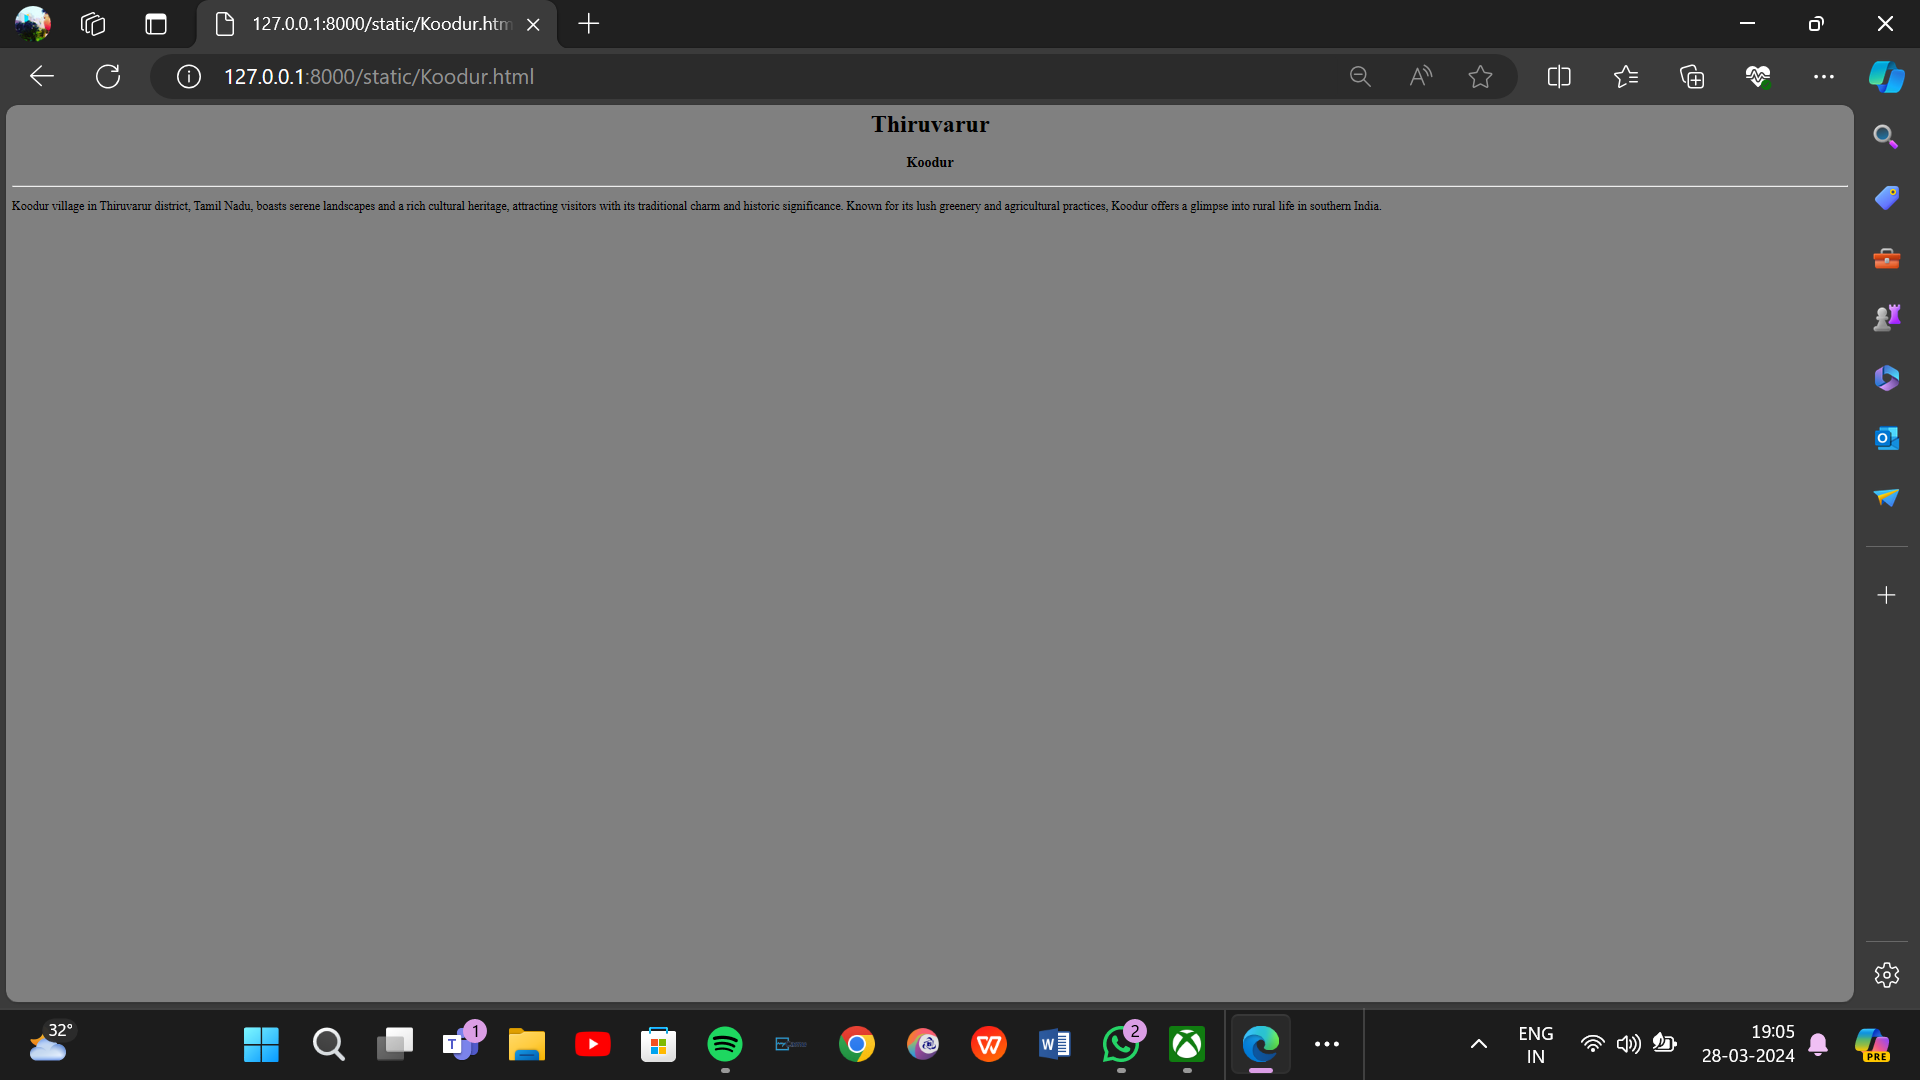 127.0.0.1:8000/static/Koodur.htm
127.0.0.1:8000/static/Koodur.html
Thiruvarur
Koodur
Koodur village in Thiruvarur district, Tamil Nadu, boasts serene landscapes and a rich cultural heritage, attracting visitors with its traditional charm and historic significance. Known for its lush greenery and agricultural practices, Koodur offers a glimpse into rural life in southern India.
32°
1
2
ENG
IN
19:05
28-03-2024
PRE